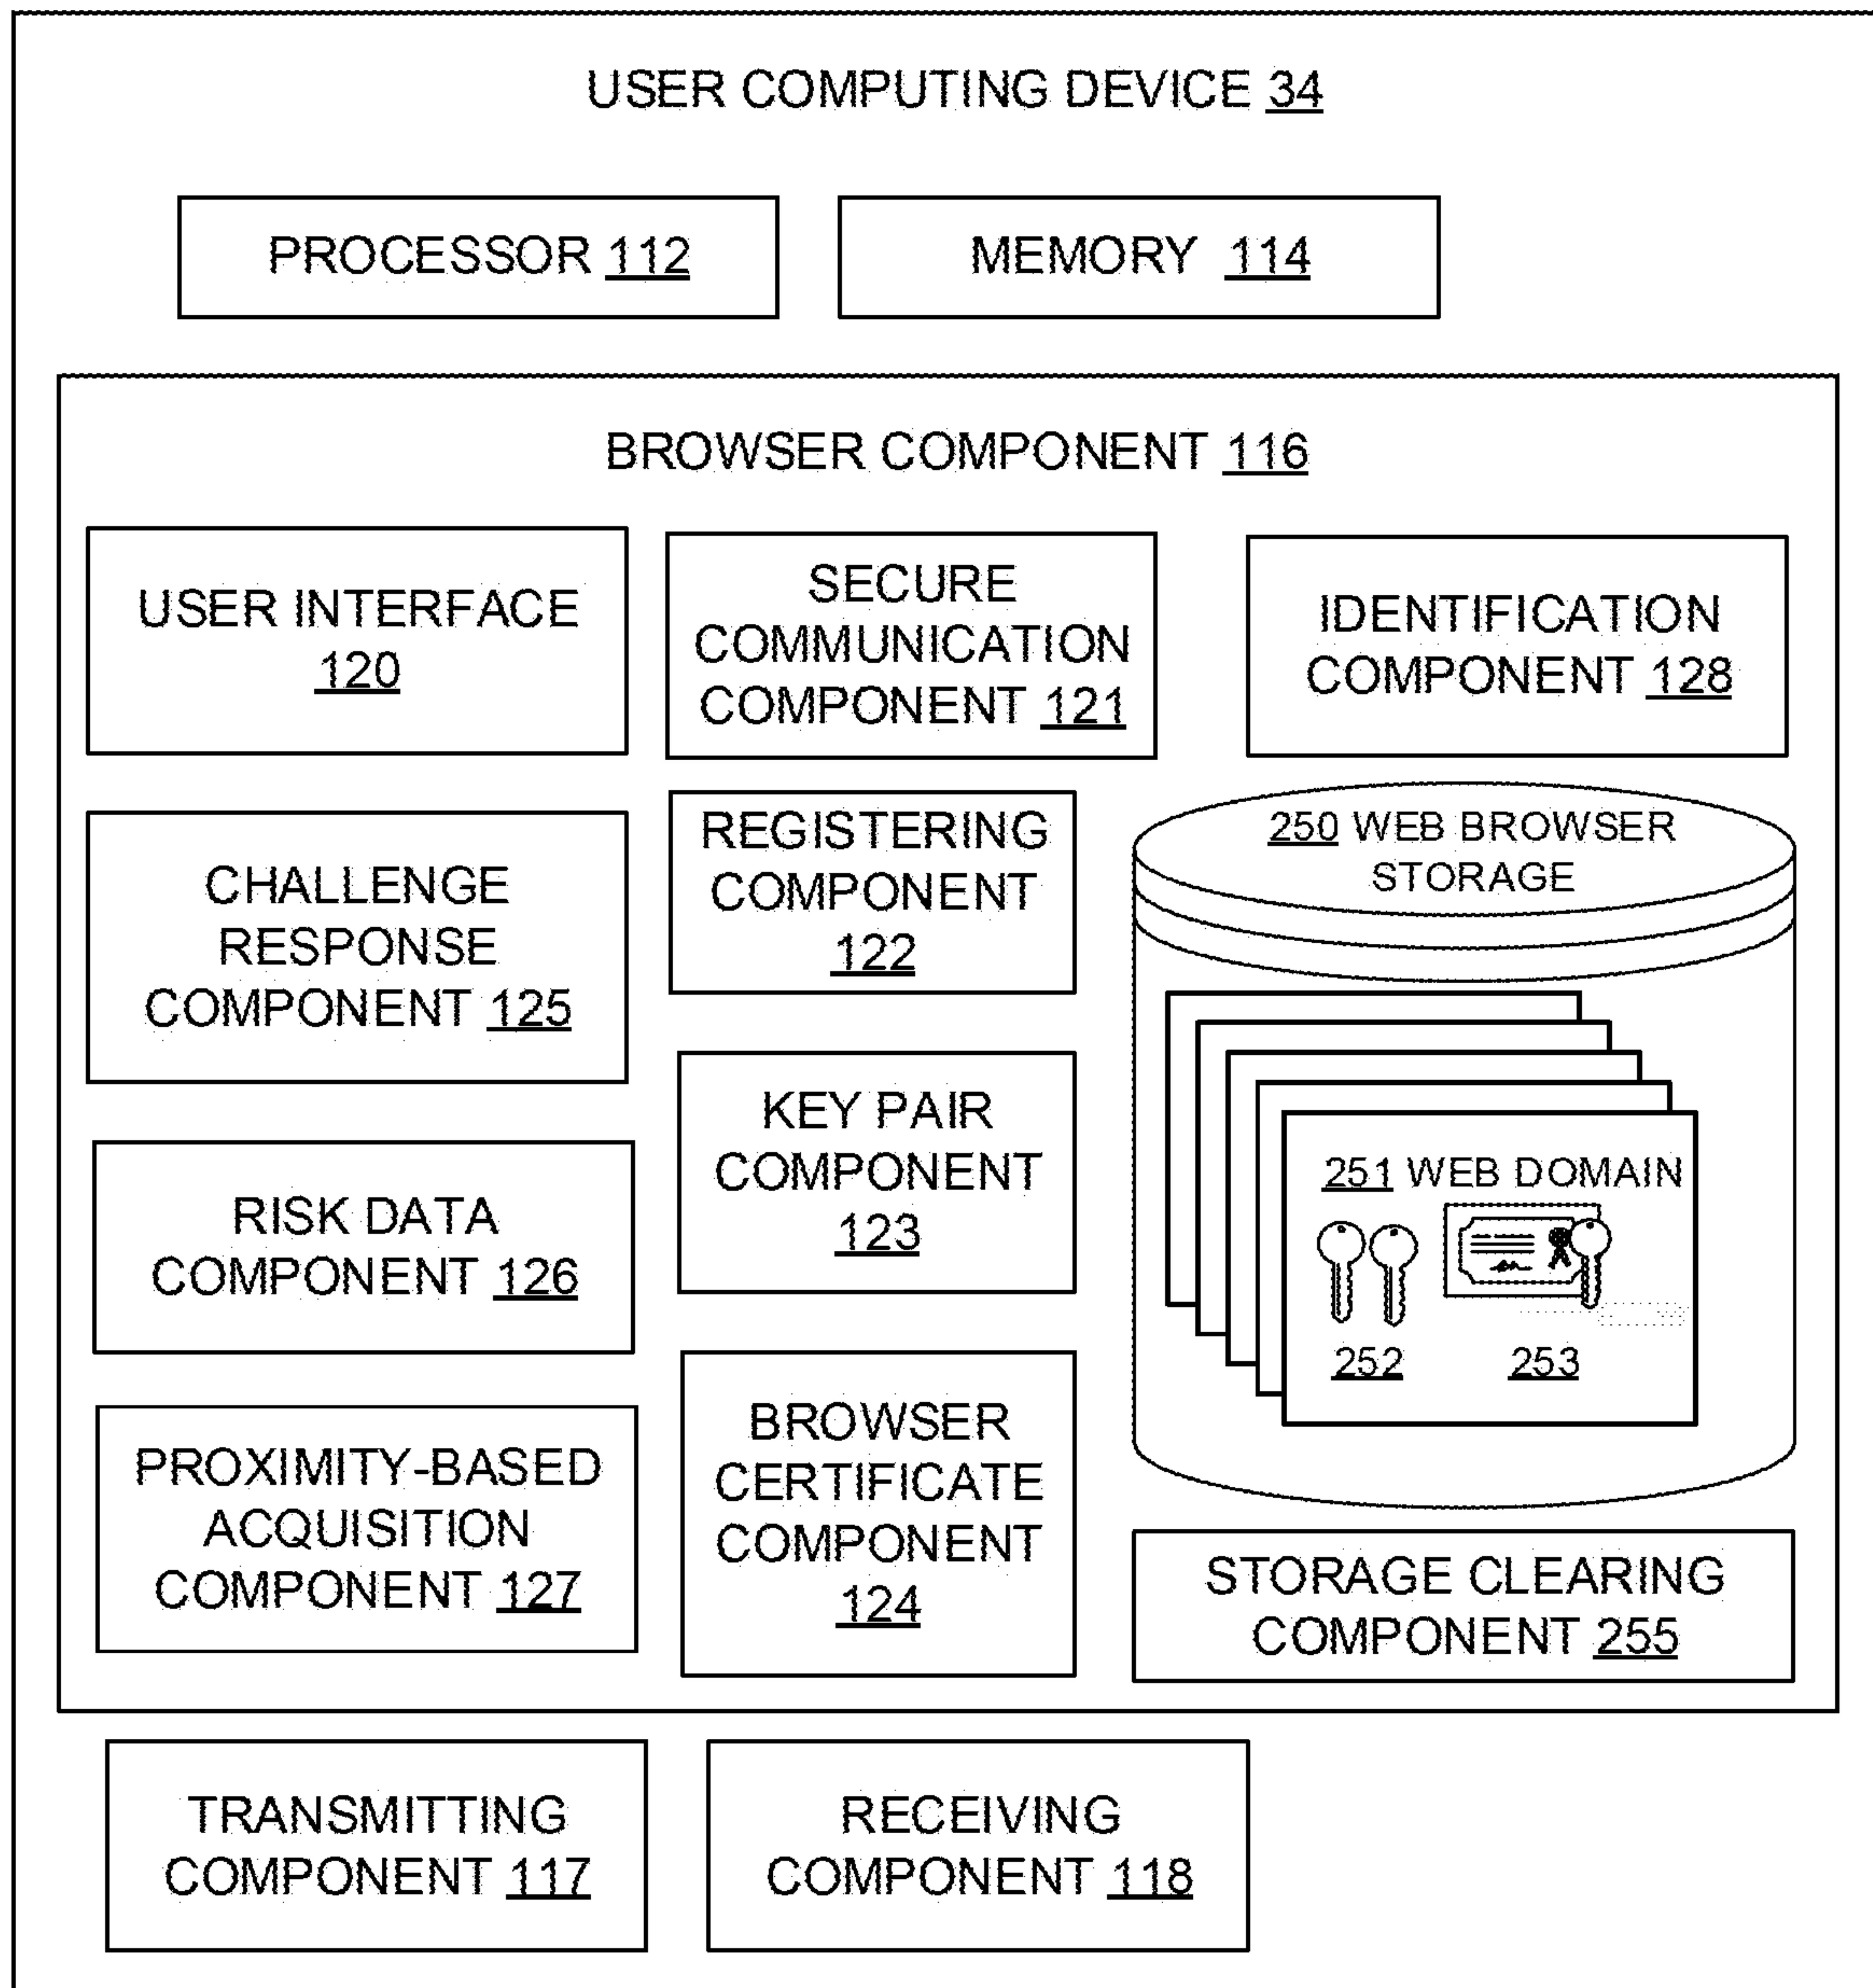 USER COMPUTING DEVICE 34
PROCESSOR 112
MEMORY 114
BROWSER COMPONENT 116
USER INTERFACE
120
SECURE
COMMUNICATION
COMPONENT 121
IDENTIFICATION
COMPONENT 128
CHALLENGE
RESPONSE
COMPONENT 125
REGISTERING
COMPONENT
122
250 WEB BROWSER
STORAGE
RISK DATA
COMPONENT 126
KEY PAIR
COMPONENT
123
251 WEB DOMAIN
252
253
PROXIMITY-BASED
ACQUISITION
COMPONENT 127
BROWSER
CERTIFICATE
COMPONENT
124
STORAGE CLEARING
COMPONENT 255
TRANSMITTING
COMPONENT 117
RECEIVING
COMPONENT 118